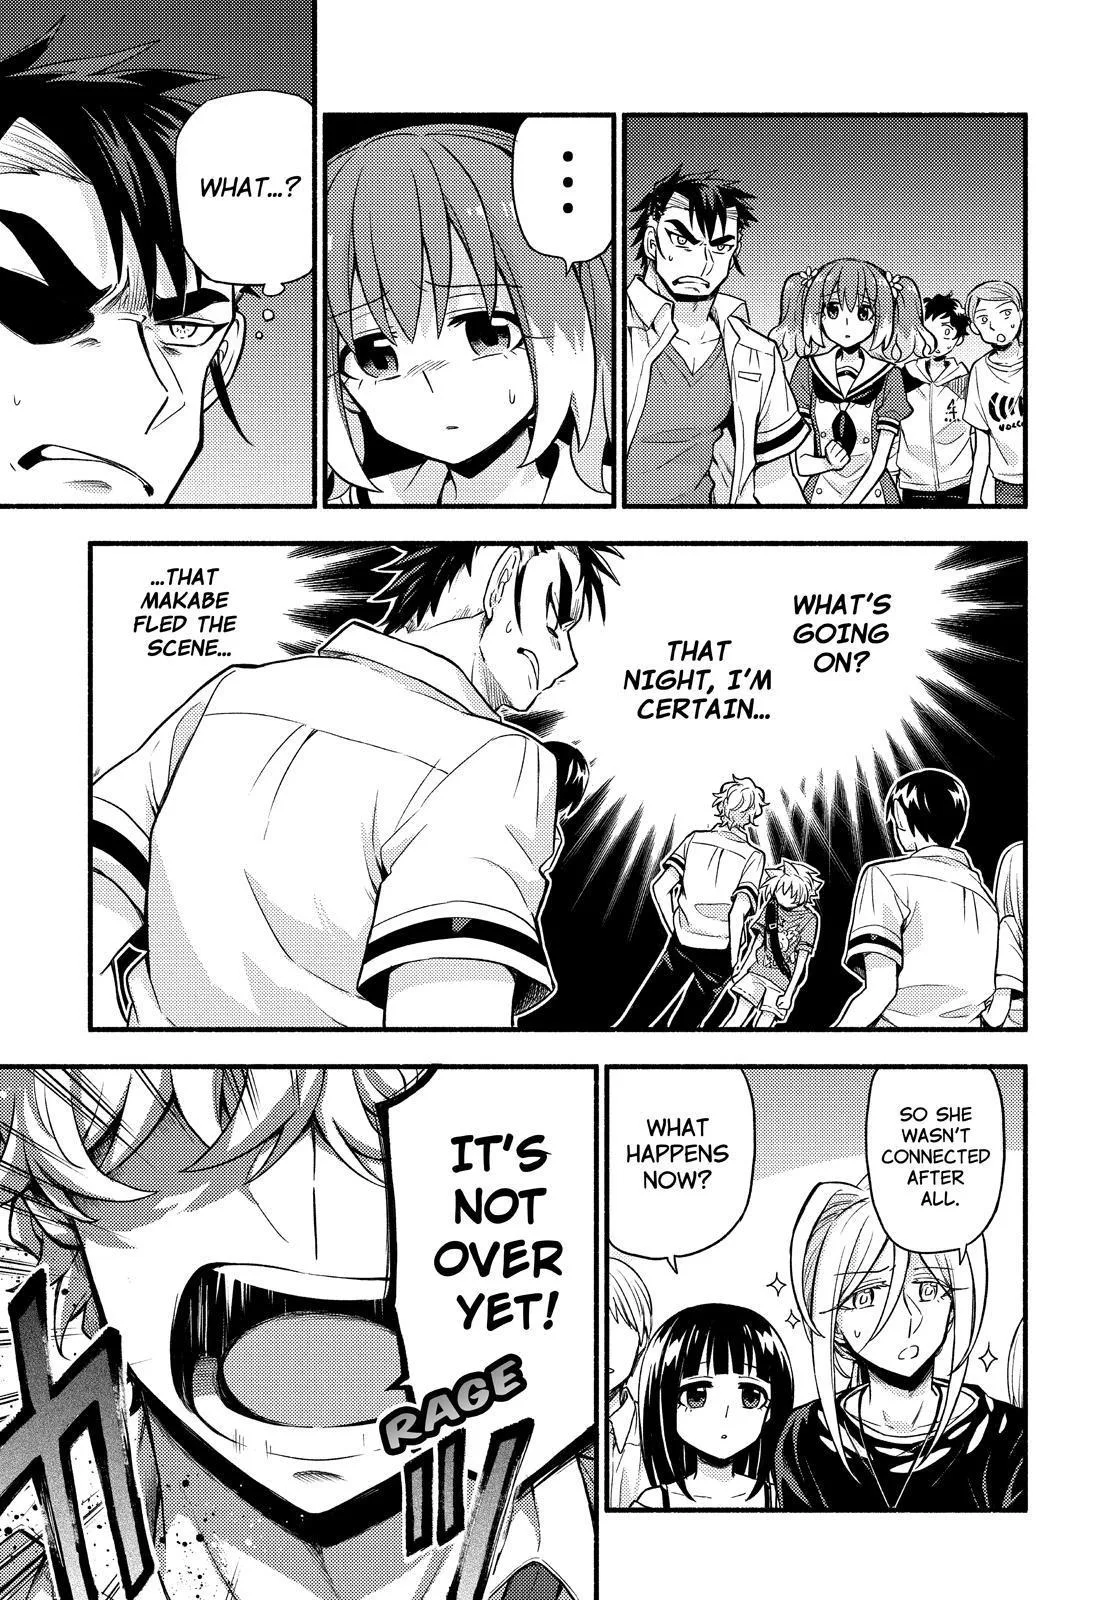 ...
WHAT...?
WHAT'S
GOING
ON?
THAT
NIGHT, I'M
CERTAIN...
...THAT
MAKABE
FLED THE
SCENE...
SO SHE
WASN'T
CONNECTED
AFTER
ALL.
WHAT
HAPPENS
NOW?
IT'S
NOT
OVER
YET!
RAGE